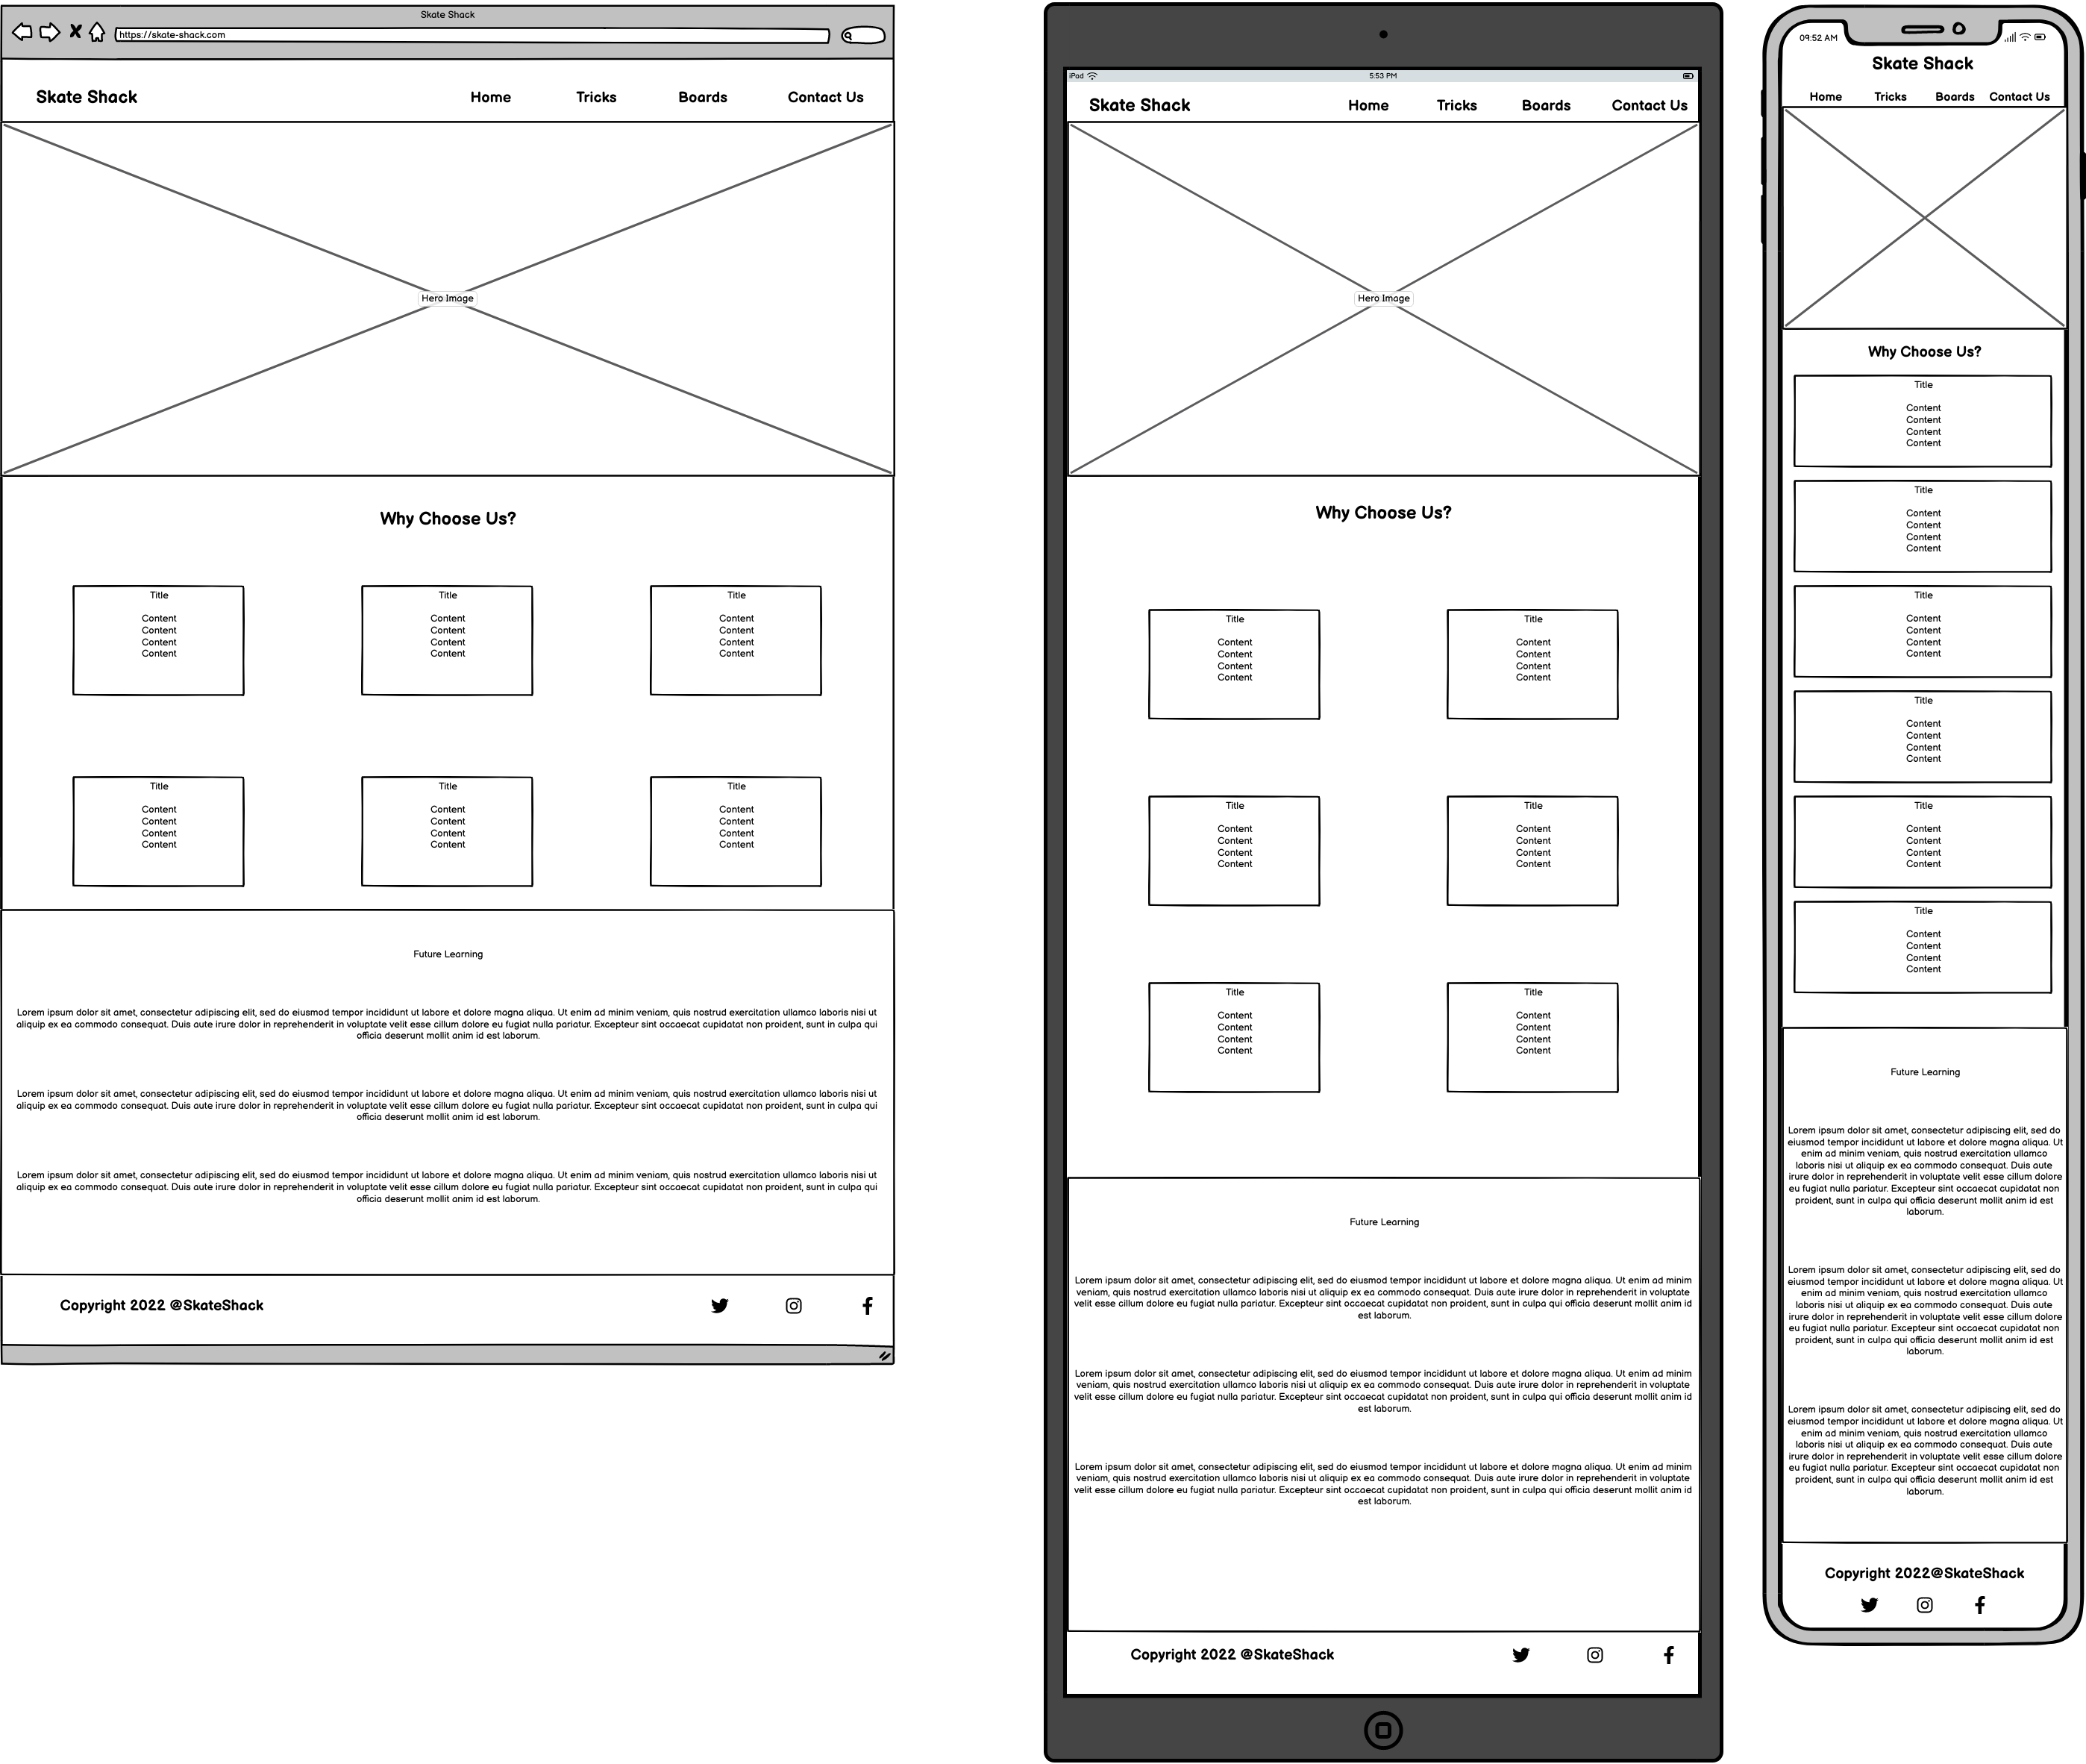 Skate Shack
https://skate-shack.com
Skate Shack Home Tricks Boards Contact Us
Hero Image
Why Choose Us?
Title Title Title
Content Content Content
Content Content Content
Content Content Content
Content Content Content
Title Title Title
Content Content Content
Content Content Content
Content Content Content
Content Content Content
Future Learning
Lorem ipsum dolor sit amet, consectetur adipiscing elit, sed do eiusmod tempor incididunt ut labore et dolore magna aliqua. Ut enim ad minim veniam, quis nostrud exercitation ullamco laboris nisi ut
aliquip ex ea commodo consequat. Duis aute irure dolor in reprehenderit in voluptate velit esse cillum dolore eu fugiat nulla pariatur. Excepteur sint occaecat cupidatat non proident, sunt in culpa qui
officia deserunt mollit anim id est laborum.
Lorem ipsum dolor sit amet, consectetur adipiscing elit, sed do eiusmod tempor incididunt ut labore et dolore magna aliqua. Ut enim ad minim veniam, quis nostrud exercitation ullamco laboris nisi ut
aliquip ex ea commodo consequat. Duis aute irure dolor in reprehenderit in voluptate velit esse cillum dolore eu fugiat nulla pariatur. Excepteur sint occaecat cupidatat non proident, sunt in culpa qui
officia deserunt mollit anim id est laborum.
Lorem ipsum dolor sit amet, consectetur adipiscing elit, sed do eiusmod tempor incididunt ut labore et dolore magna aliqua. Ut enim ad minim veniam, quis nostrud exercitation ullamco laboris nisi ut
aliquip ex ea commodo consequat. Duis aute irure dolor in reprehenderit in voluptate velit esse cillum dolore eu fugiat nulla pariatur. Excepteur sint occaecat cupidatat non proident, sunt in culpa qui
officia deserunt mollit anim id est laborum.
Copyright 2022 @SkateShack
iPad 5:53 PM
Skate Shack Home Tricks Boards Contact Us
Hero Image
Why Choose Us?
Title Title
Content Content
Content Content
Content Content
Content Content
Title Title
Content Content
Content Content
Content Content
Content Content
Title Title
Content Content
Content Content
Content Content
Content Content
Future Learning
Lorem ipsum dolor sit amet, consectetur adipiscing elit, sed do eiusmod tempor incididunt ut labore et dolore magna aliqua. Ut enim ad minim
veniam, quis nostrud exercitation ullamco laboris nisi ut aliquip ex ea commodo consequat. Duis aute irure dolor in reprehenderit in voluptate
velit esse cillum dolore eu fugiat nulla pariatur. Excepteur sint occaecat cupidatat non proident, sunt in culpa qui officia deserunt mollit anim id
est laborum.
Lorem ipsum dolor sit amet, consectetur adipiscing elit, sed do eiusmod tempor incididunt ut labore et dolore magna aliqua. Ut enim ad minim
veniam, quis nostrud exercitation ullamco laboris nisi ut aliquip ex ea commodo consequat. Duis aute irure dolor in reprehenderit in voluptate
velit esse cillum dolore eu fugiat nulla pariatur. Excepteur sint occaecat cupidatat non proident, sunt in culpa qui officia deserunt mollit anim id
est laborum.
Lorem ipsum dolor sit amet, consectetur adipiscing elit, sed do eiusmod tempor incididunt ut labore et dolore magna aliqua. Ut enim ad minim
veniam, quis nostrud exercitation ullamco laboris nisi ut aliquip ex ea commodo consequat. Duis aute irure dolor in reprehenderit in voluptate
velit esse cillum dolore eu fugiat nulla pariatur. Excepteur sint occaecat cupidatat non proident, sunt in culpa qui officia deserunt mollit anim id
est laborum.
Copyright 2022 @SkateShack
09:52 AM
Skate Shack
Home Tricks Boards Contact Us
Why Choose Us?
Title
Content
Content
Content
Content
Title
Content
Content
Content
Content
Title
Content
Content
Content
Content
Title
Content
Content
Content
Content
Title
Content
Content
Content
Content
Title
Content
Content
Content
Content
Future Learning
Lorem ipsum dolor sit amet, consectetur adipiscing elit, sed do
eiusmod tempor incididunt ut labore et dolore magna aliqua. Ut
enim ad minim veniam, quis nostrud exercitation ullamco
laboris nisi ut aliquip ex ea commodo consequat. Duis aute
irure dolor in reprehenderit in voluptate velit esse cillum dolore
eu fugiat nulla pariatur. Excepteur sint occaecat cupidatat non
proident, sunt in culpa qui officia deserunt mollit anim id est
laborum.
Lorem ipsum dolor sit amet, consectetur adipiscing elit, sed do
eiusmod tempor incididunt ut labore et dolore magna aliqua. Ut
enim ad minim veniam, quis nostrud exercitation ullamco
laboris nisi ut aliquip ex ea commodo consequat. Duis aute
irure dolor in reprehenderit in voluptate velit esse cillum dolore
eu fugiat nulla pariatur. Excepteur sint occaecat cupidatat non
proident, sunt in culpa qui officia deserunt mollit anim id est
laborum.
Lorem ipsum dolor sit amet, consectetur adipiscing elit, sed do
eiusmod tempor incididunt ut labore et dolore magna aliqua. Ut
enim ad minim veniam, quis nostrud exercitation ullamco
laboris nisi ut aliquip ex ea commodo consequat. Duis aute
irure dolor in reprehenderit in voluptate velit esse cillum dolore
eu fugiat nulla pariatur. Excepteur sint occaecat cupidatat non
proident, sunt in culpa qui officia deserunt mollit anim id est
laborum.
Copyright 2022@SkateShack